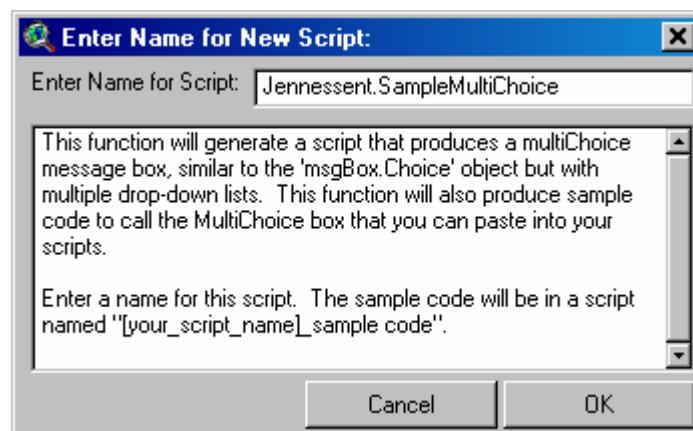 Enter Name for New Script:
Enter Name for Script: Jennessent.SampleMultiChoice
This function will generate a script that produces a multiChoice
message box, similar to the 'msgBox.Choice' object but with
multiple drop-down lists.  This function will also produce sample
code to call the MultiChoice box that you can paste into your
scripts.
Enter a name for this script.  The sample code will be in a script
named "[your_script_name]_sample code".
Cancel OK